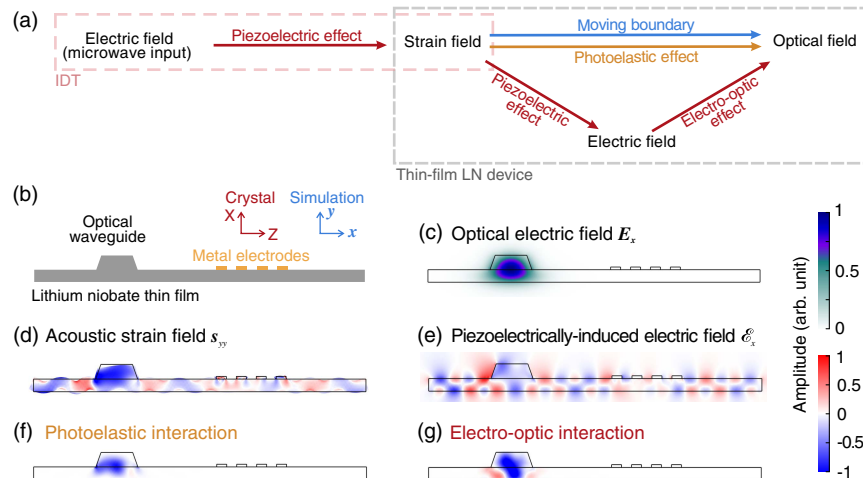 (a)
Electric field
(microwave input)
Piezoelectric effect
Strain field
Moving boundary
Photoelastic effect
Optical field
IDT
Piezoelectric
effect
Electro-optic
effect
Electric field
Thin-film LN device
(b)
Optical
waveguide
Crystal
X
Z
Simulation
y
x
Metal electrodes
Lithium niobate thin film
(c) Optical electric field Eₓ
(d) Acoustic strain field s_yy
(e) Piezoelectrically-induced electric field ℰₓ
(f) Photoelastic interaction
(g) Electro-optic interaction
Amplitude (arb. unit)
1
0.5
0
1
0.5
0
-0.5
-1